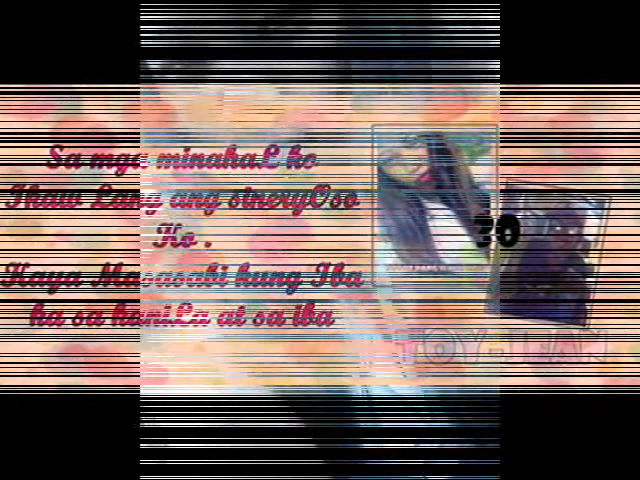 Sa mga minahaL ko
Ikaw Lang ang sineryOso
Ko .
Kaya Masasabi kung Iba
ka sa kaniLa at sa iba
30
TOY-JEAN